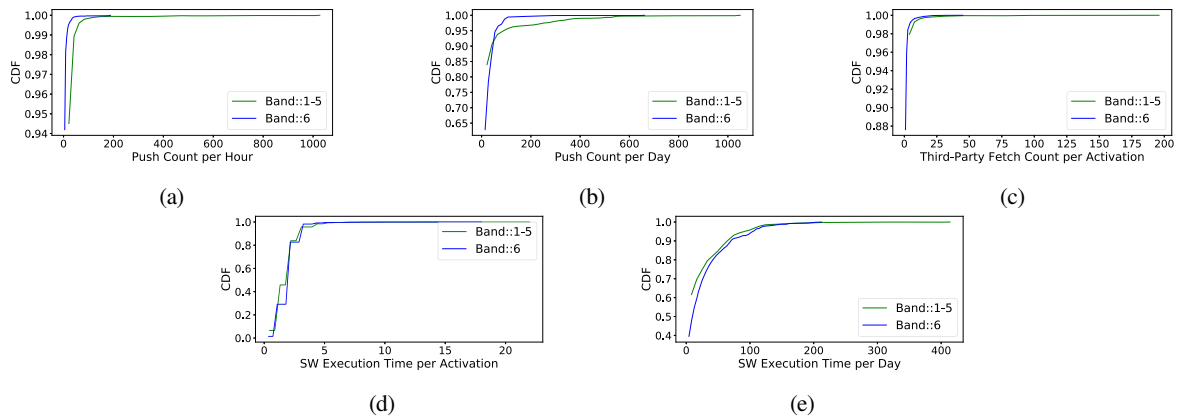 1.00
0.99
0.98
0.97
0.96
0.95
0.94
CDF
0
200
400
600
800
1000
Push Count per Hour
Band::1-5
Band::6
(a)
1.00
0.95
0.90
0.85
0.80
0.75
0.70
0.65
CDF
0
200
400
600
800
1000
Push Count per Day
Band::1-5
Band::6
(b)
1.00
0.98
0.96
0.94
0.92
0.90
0.88
CDF
0
25
50
75
100
125
150
175
200
Third-Party Fetch Count per Activation
Band::1-5
Band::6
(c)
1.0
0.8
0.6
0.4
0.2
0.0
CDF
0
5
10
15
20
SW Execution Time per Activation
Band::1-5
Band::6
(d)
1.0
0.9
0.8
0.7
0.6
0.5
0.4
CDF
0
100
200
300
400
SW Execution Time per Day
Band::1-5
Band::6
(e)